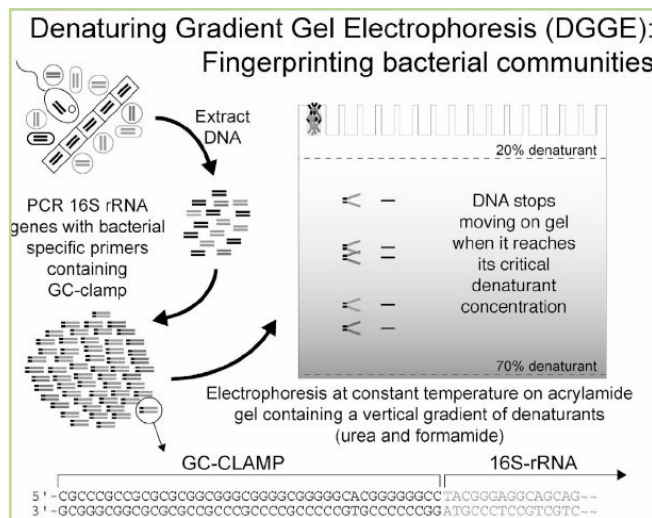 Denaturing Gradient Gel Electrophoresis (DGGE):
Fingerprinting bacterial communities
Extract
DNA
PCR 16S rRNA
genes with bacterial
specific primers
containing
GC-clamp
20% denaturant
DNA stops
moving on gel
when it reaches
its critical
denaturant
concentration
70% denaturant
Electrophoresis at constant temperature on acrylamide
gel containing a vertical gradient of denaturants
(urea and formamide)
GC-CLAMP 16S-rRNA
5'-CGCCCGCCGCGCGCGGCGGGCGGGGCGGGGGCACGGGGGGCCTACGGGAGGCAGCAG~~
3'-GCGGGCGGCGCGCGCCGCCCGCCCCGCCCCCGTGCCCCCCGGATGCCCTCCGTCGTC~~